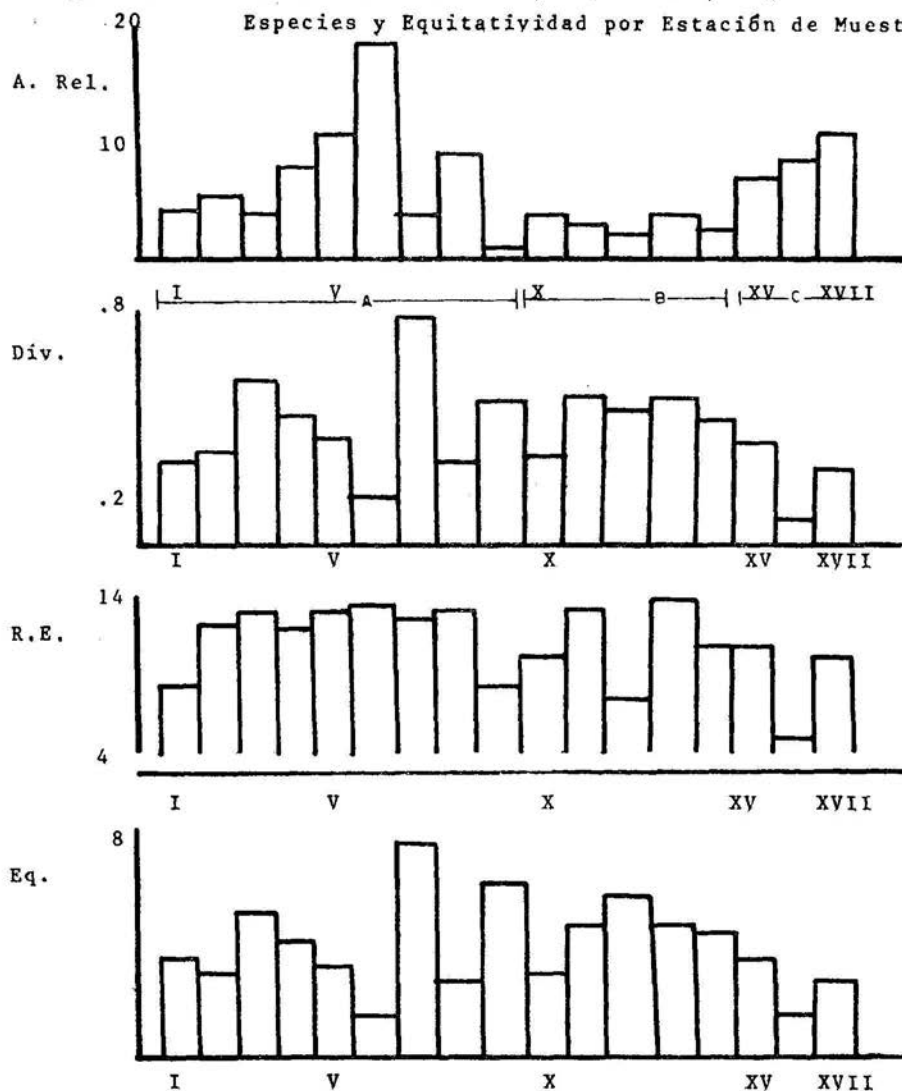 Especies y Equitatividad por Estación de Muest
20
A. Rel.
10
I V X XV XVII
A B C
.8
Div.
.2
I V X XV XVII
14
R.E.
4
I V X XV XVII
8
Eq.
I V X XV XVII